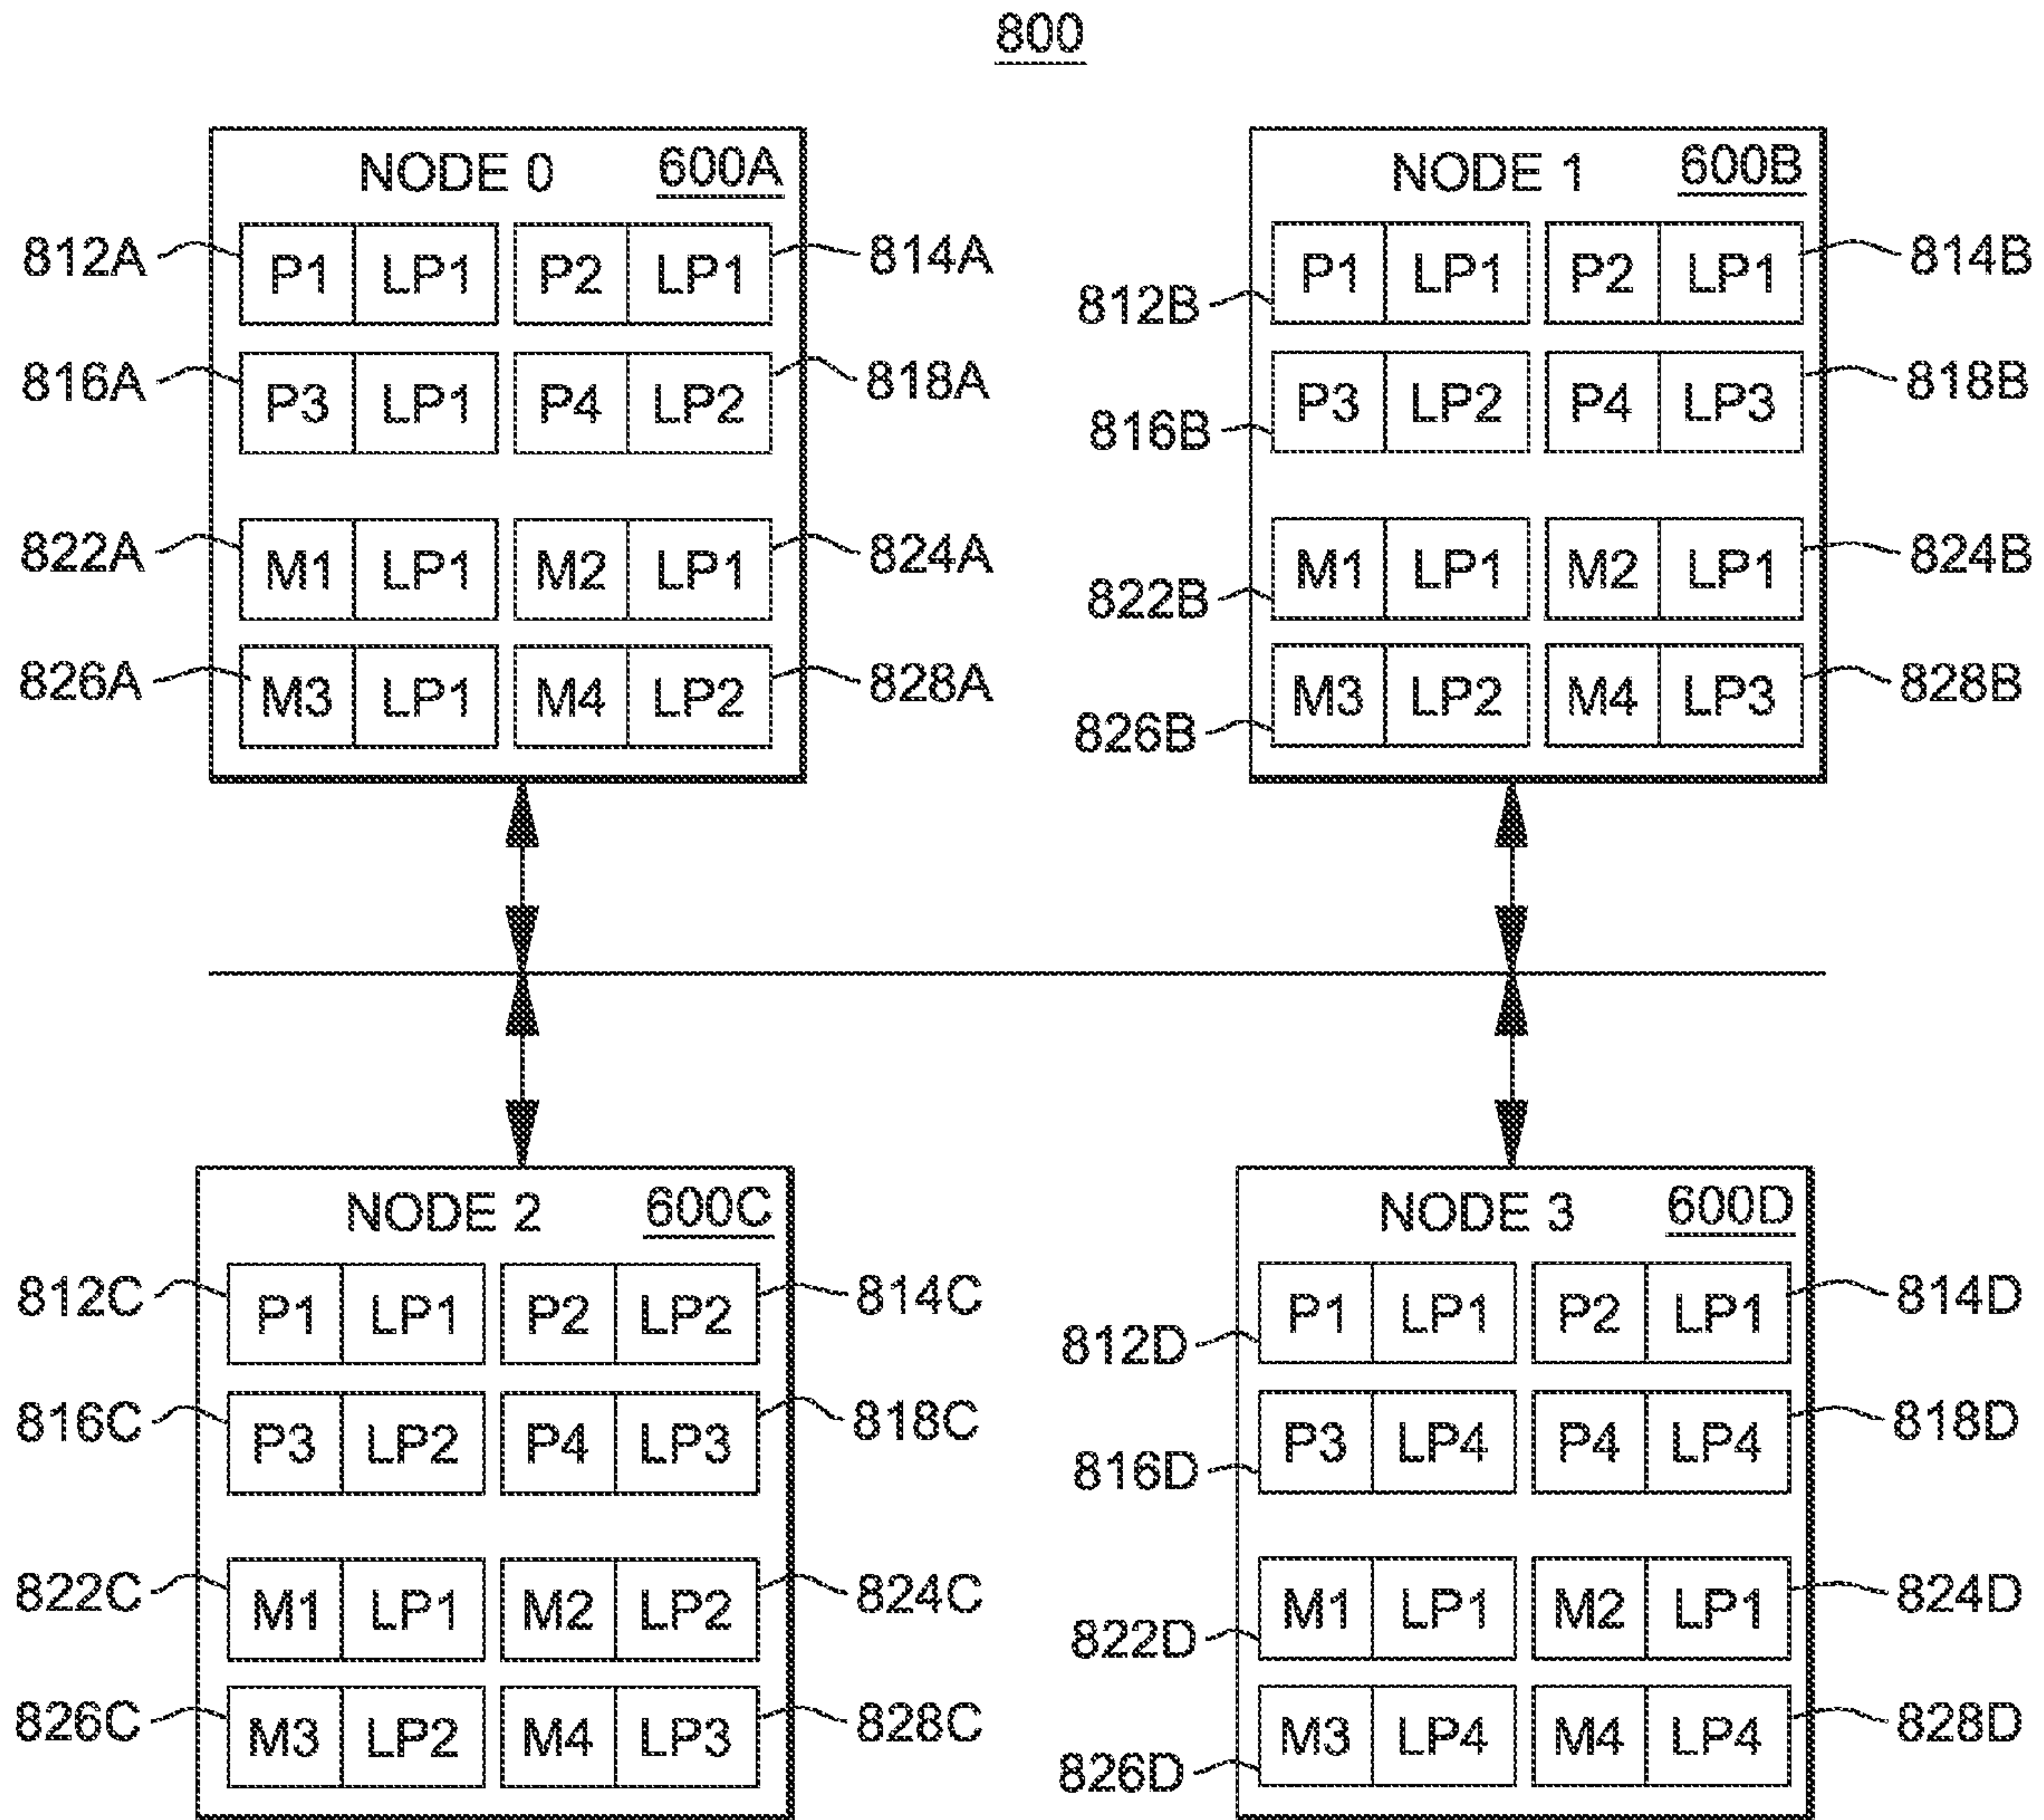 800
NODE 0 600A
812A P1 LP1 P2 LP1 814A
816A P3 LP1 P4 LP2 818A
822A M1 LP1 M2 LP1 824A
826A M3 LP1 M4 LP2 828A
NODE 1 600B
812B P1 LP1 P2 LP1 814B
816B P3 LP2 P4 LP3 818B
822B M1 LP1 M2 LP1 824B
826B M3 LP2 M4 LP3 828B
NODE 2 600C
812C P1 LP1 P2 LP2 814C
816C P3 LP2 P4 LP3 818C
822C M1 LP1 M2 LP2 824C
826C M3 LP2 M4 LP3 828C
NODE 3 600D
812D P1 LP1 P2 LP1 814D
816D P3 LP4 P4 LP4 818D
822D M1 LP1 M2 LP1 824D
826D M3 LP4 M4 LP4 828D